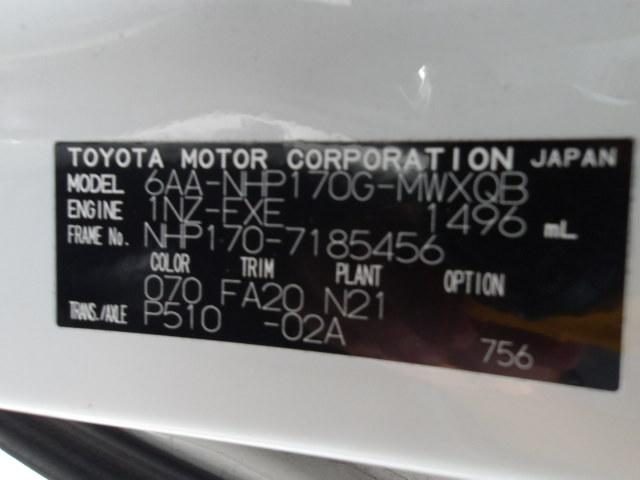 TOYOTA MOTOR CORPORATION JAPAN
MODEL 6AA-NHP170G-MWXQB
ENGINE 1NZ-FXE 1496 mL
FRAME No. NHP170-7185456
COLOR TRIM PLANT OPTION
070 FA20 N21
TRANS./AXLE P510 -02A
756